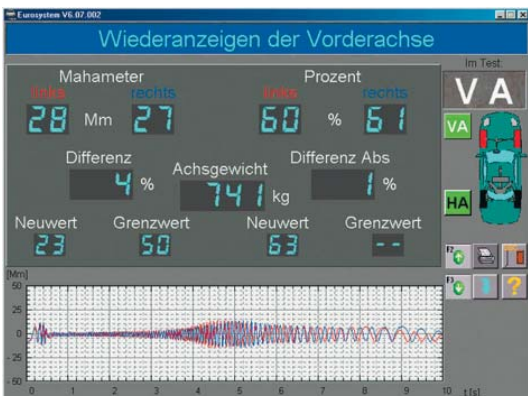 Eurosystem V6.07.002
Wiederanzeigen der Vorderachse
Im Test:
V A
Mahameter
Prozent
links
rechts
links
rechts
28 Mm 27
60 % 61
VA
Differenz
Achsgewicht
Differenz Abs
4 %
741 kg
1 %
HA
Neuwert
Grenzwert
Neuwert
Grenzwert
23
50
63
--
F2
F3
?
[Mm]
50
25
0
- 25
- 50
0 1 2 3 4 5 6 7 8 9 10 t [s]